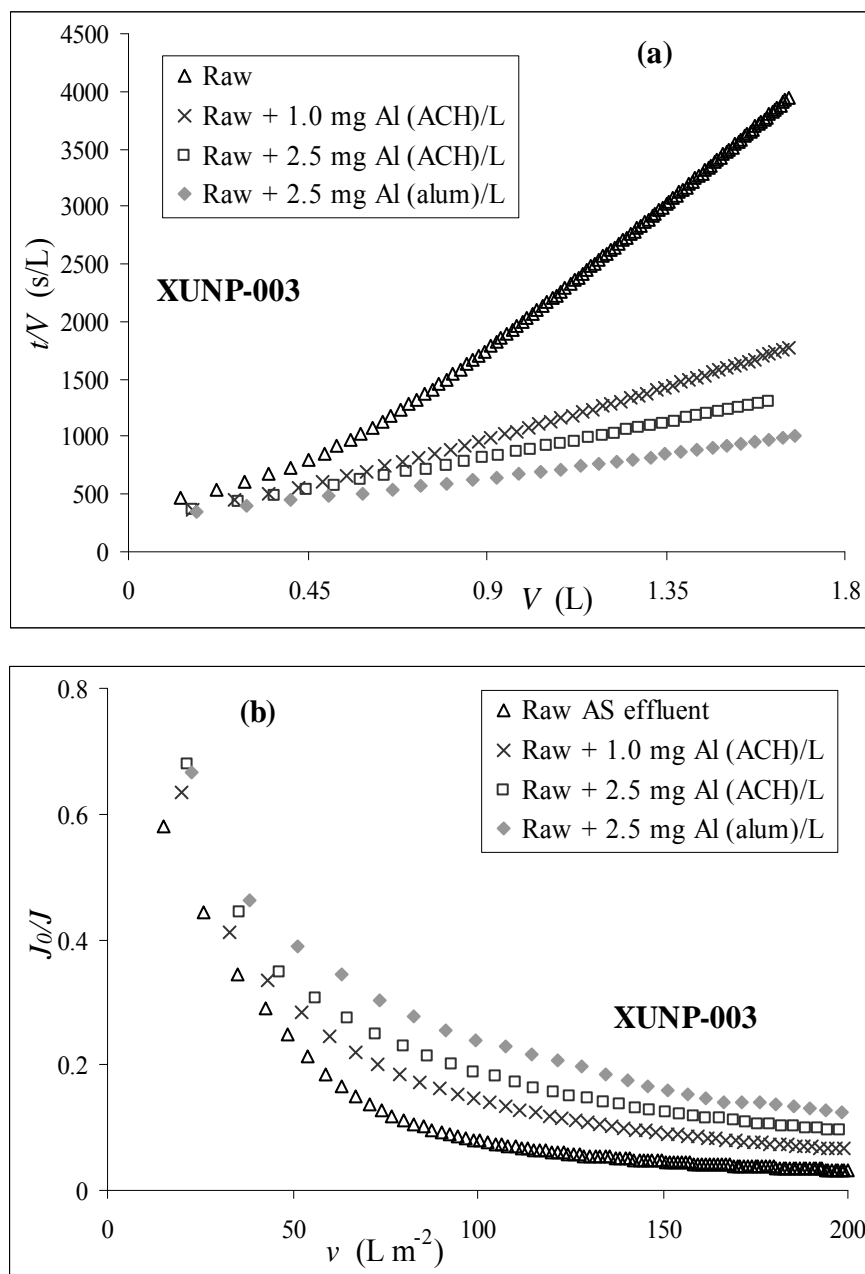 (a)
Raw
Raw + 1.0 mg Al (ACH)/L
Raw + 2.5 mg Al (ACH)/L
Raw + 2.5 mg Al (alum)/L
XUNP-003
t/V (s/L)
4500
4000
3500
3000
2500
2000
1500
1000
500
0
0
0.45
0.9
1.35
1.8
V (L)
(b)
Raw AS effluent
Raw + 1.0 mg Al (ACH)/L
Raw + 2.5 mg Al (ACH)/L
Raw + 2.5 mg Al (alum)/L
XUNP-003
J0/J
0.8
0.6
0.4
0.2
0
0
50
100
150
200
v (L m-2)